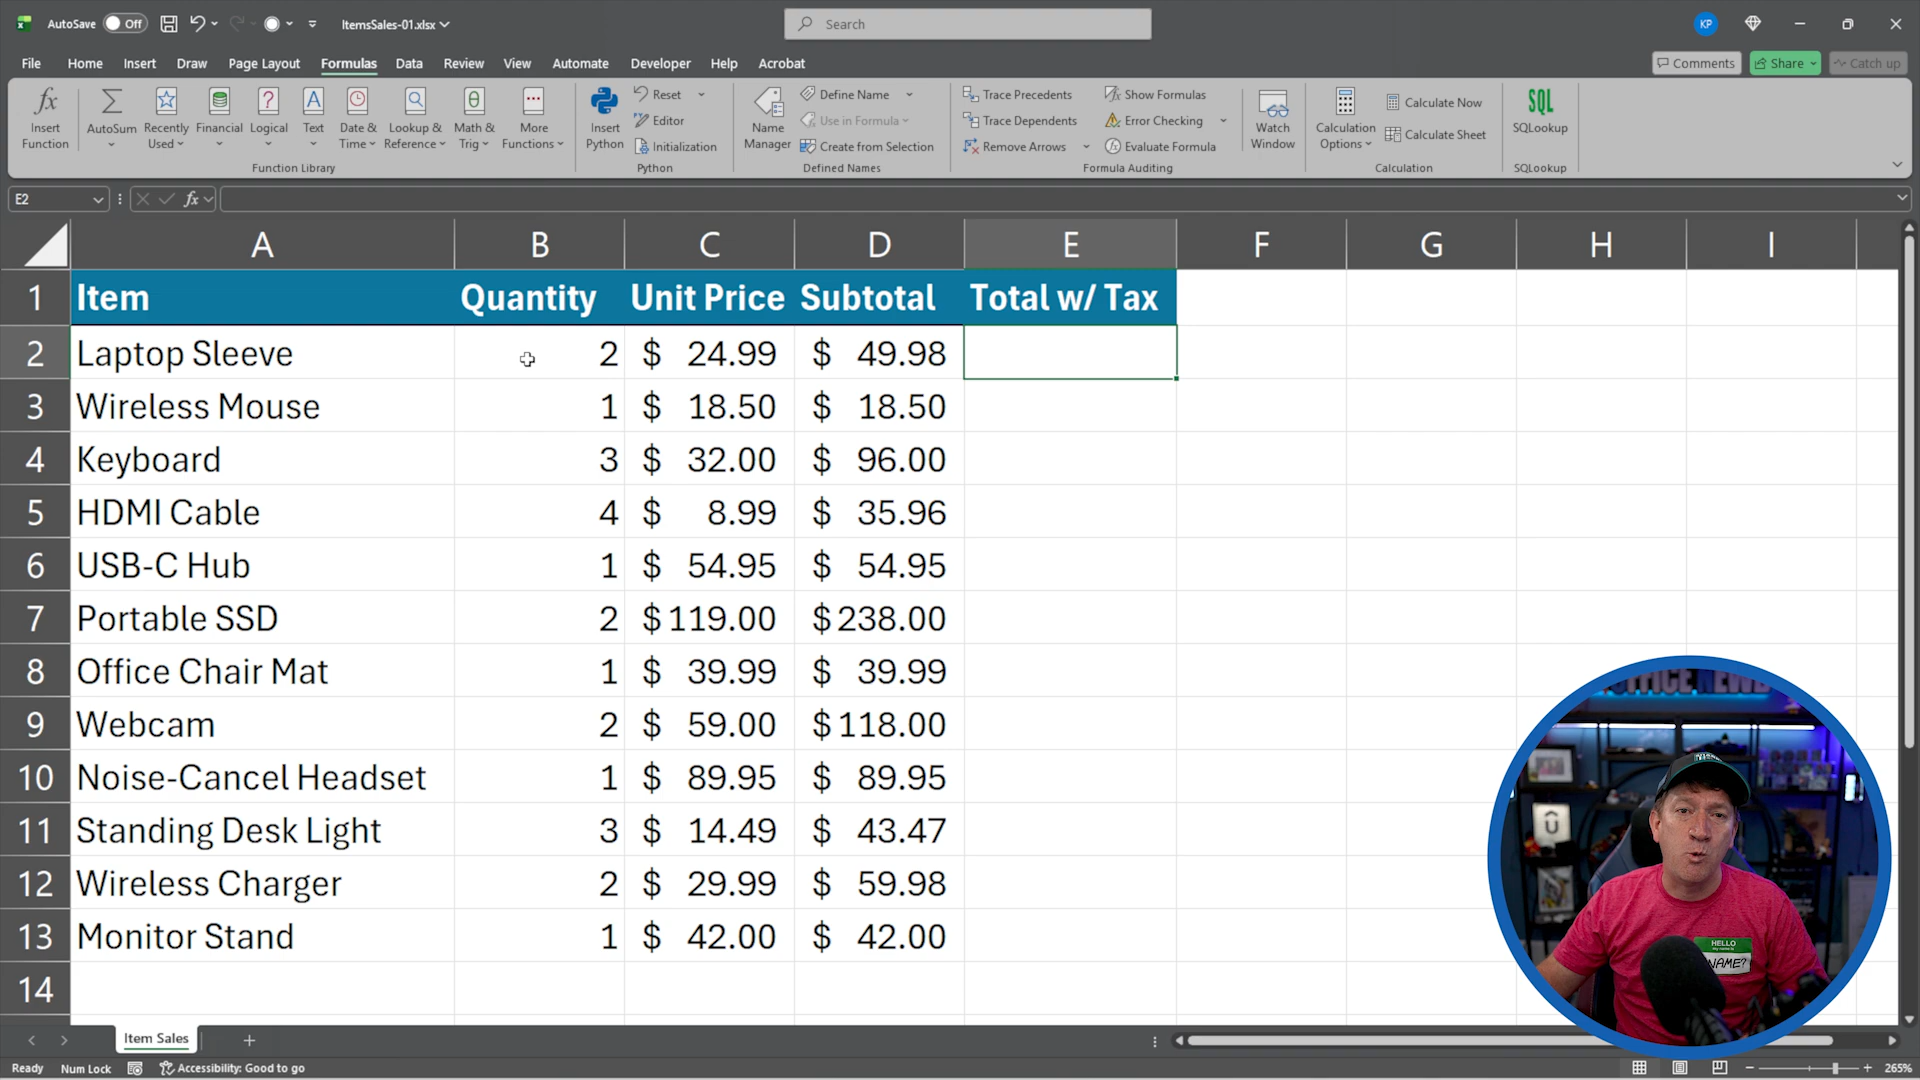 AutoSave Off ItemsSales-01.xlsx Search KP
File Home Insert Draw Page Layout Formulas Data Review View Automate Developer Help Acrobat Comments Share Catch up
fx Insert Function
AutoSum
Recently Used
Financial
Logical
Text
Date & Time
Lookup & Reference
Math & Trig
More Functions
Function Library
Insert Python
Reset
Editor
Initialization
Python
Name Manager
Define Name
Use in Formula
Create from Selection
Defined Names
Trace Precedents
Trace Dependents
Remove Arrows
Show Formulas
Error Checking
Evaluate Formula
Formula Auditing
Watch Window
Calculation Options
Calculate Now
Calculate Sheet
Calculation
SQL
SQLookup
SQLookup
E2 fx
A B C D E F G H I
1 Item Quantity Unit Price Subtotal Total w/ Tax
2 Laptop Sleeve 2 $ 24.99 $ 49.98
3 Wireless Mouse 1 $ 18.50 $ 18.50
4 Keyboard 3 $ 32.00 $ 96.00
5 HDMI Cable 4 $ 8.99 $ 35.96
6 USB-C Hub 1 $ 54.95 $ 54.95
7 Portable SSD 2 $ 119.00 $ 238.00
8 Office Chair Mat 1 $ 39.99 $ 39.99
9 Webcam 2 $ 59.00 $ 118.00
10 Noise-Cancel Headset 1 $ 89.95 $ 89.95
11 Standing Desk Light 3 $ 14.49 $ 43.47
12 Wireless Charger 2 $ 29.99 $ 59.98
13 Monitor Stand 1 $ 42.00 $ 42.00
14
HELLO
NAME?
Item Sales
Ready Num Lock Accessibility: Good to go 265%